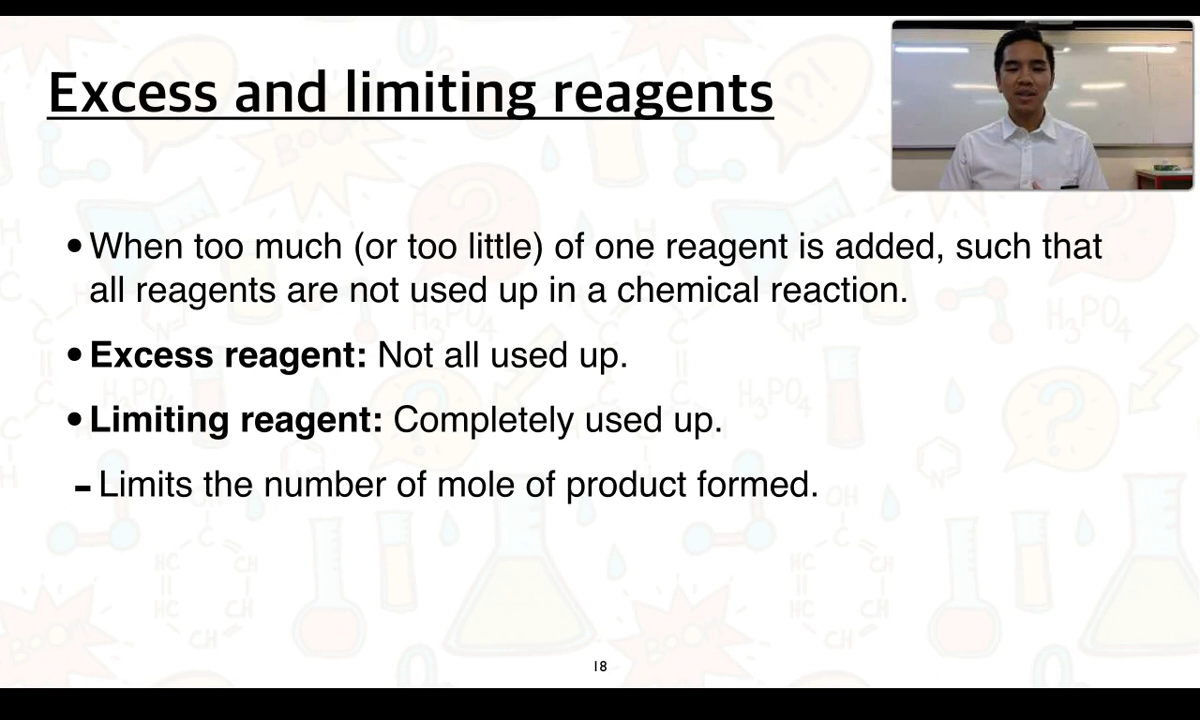 Excess and limiting reagents
• When too much (or too little) of one reagent is added, such that
all reagents are not used up in a chemical reaction.
• Excess reagent: Not all used up.
• Limiting reagent: Completely used up.
- Limits the number of mole of product formed.
18